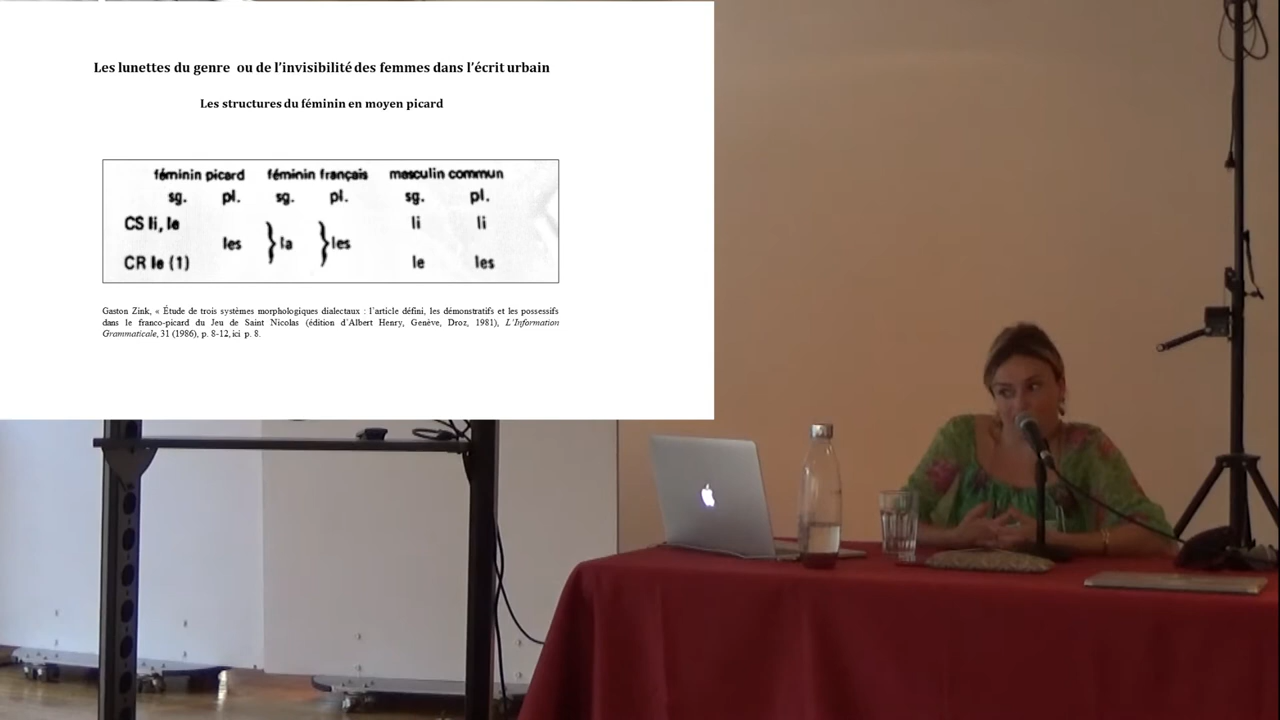 Les lunettes du genre ou de l'invisibilité des femmes dans l'écrit urbain
Les structures du féminin en moyen picard
féminin picard féminin français masculin commun
sg. pl. sg. pl. sg. pl.
CS li, le li li
les }la }les
CR le (1) le les
Gaston Zink, « Étude de trois systèmes morphologiques dialectaux : l'article défini, les démonstratifs et les possessifs
dans le franco-picard du Jeu de Saint Nicolas (édition d'Albert Henry, Genève, Droz, 1981), L'Information
Grammaticale, 31 (1986), p. 8-12, ici p. 8.